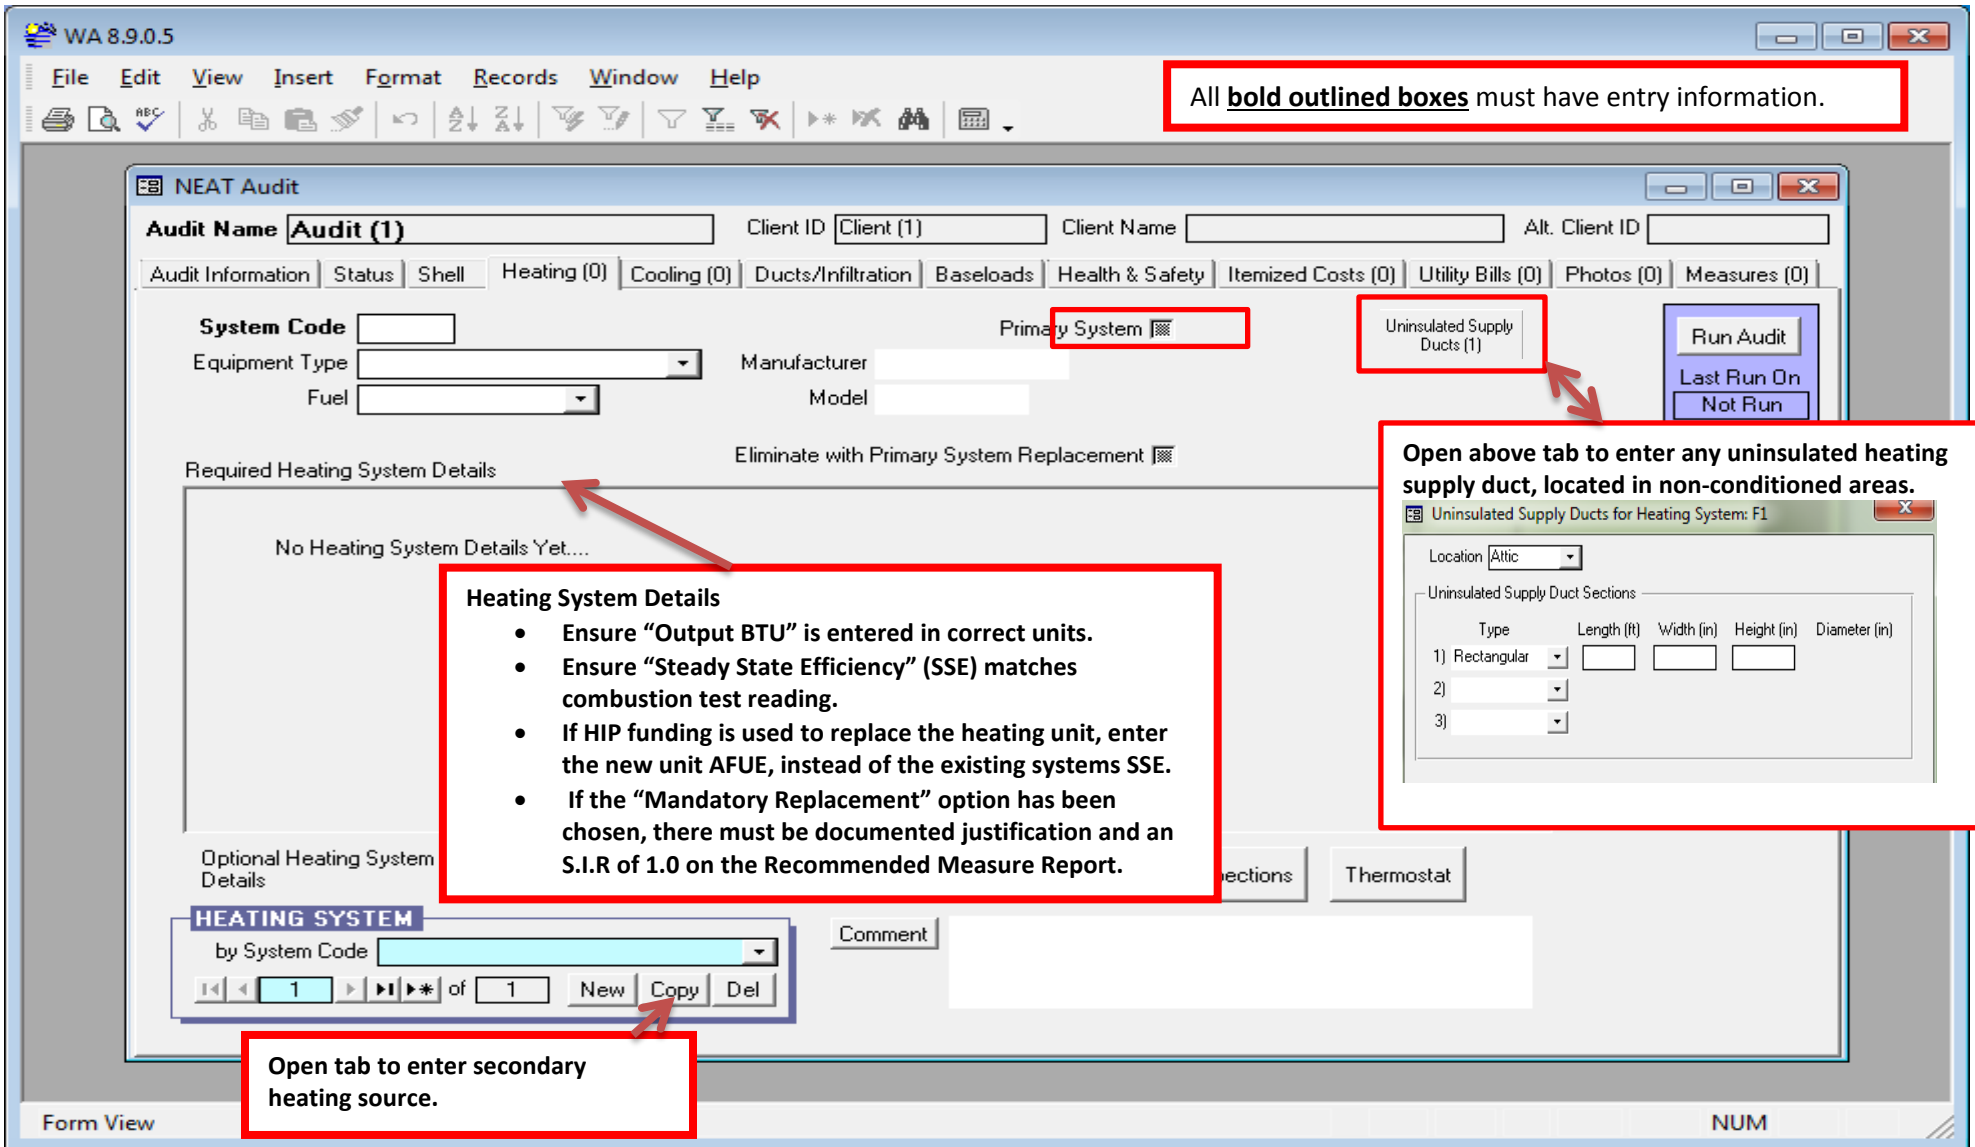 WA 8.9.0.5
File Edit View Insert Format Records Window Help
All bold outlined boxes must have entry information.
NEAT Audit
Audit Name Audit (1) Client ID Client (1) Client Name Alt. Client ID
Audit Information Status Shell Heating (0) Cooling (0) Ducts/Infiltration Baseloads Health & Safety Itemized Costs (0) Utility Bills (0) Photos (0) Measures (0)
System Code Primary System Uninsulated Supply
Ducts (1)
Run Audit
Equipment Type Manufacturer
Last Run On
Fuel Model
Not Run
Eliminate with Primary System Replacement
Required Heating System Details
No Heating System Details Yet....
Open above tab to enter any uninsulated heating
supply duct, located in non-conditioned areas.
Uninsulated Supply Ducts for Heating System: F1
Location Attic
Uninsulated Supply Duct Sections
Type Length (ft) Width (in) Height (in) Diameter (in)
1) Rectangular
2)
3)
Heating System Details
• Ensure “Output BTU” is entered in correct units.
• Ensure “Steady State Efficiency” (SSE) matches
combustion test reading.
• If HIP funding is used to replace the heating unit, enter
the new unit AFUE, instead of the existing systems SSE.
• If the “Mandatory Replacement” option has been
chosen, there must be documented justification and an
S.I.R of 1.0 on the Recommended Measure Report.
Optional Heating System
Details
ections Thermostat
HEATING SYSTEM
by System Code
1 of 1 New Copy Del
Comment
Open tab to enter secondary
heating source.
Form View NUM